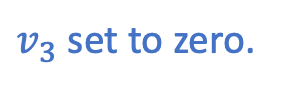 𝑣₃ set to zero.